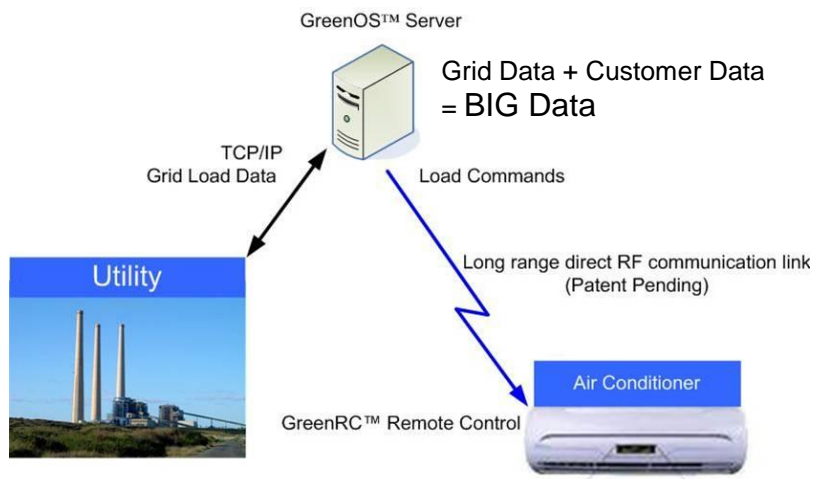 GreenOS™ Server
Grid Data + Customer Data
= BIG Data
TCP/IP
Grid Load Data
Load Commands
Utility
Long range direct RF communication link
(Patent Pending)
Air Conditioner
GreenRC™ Remote Control